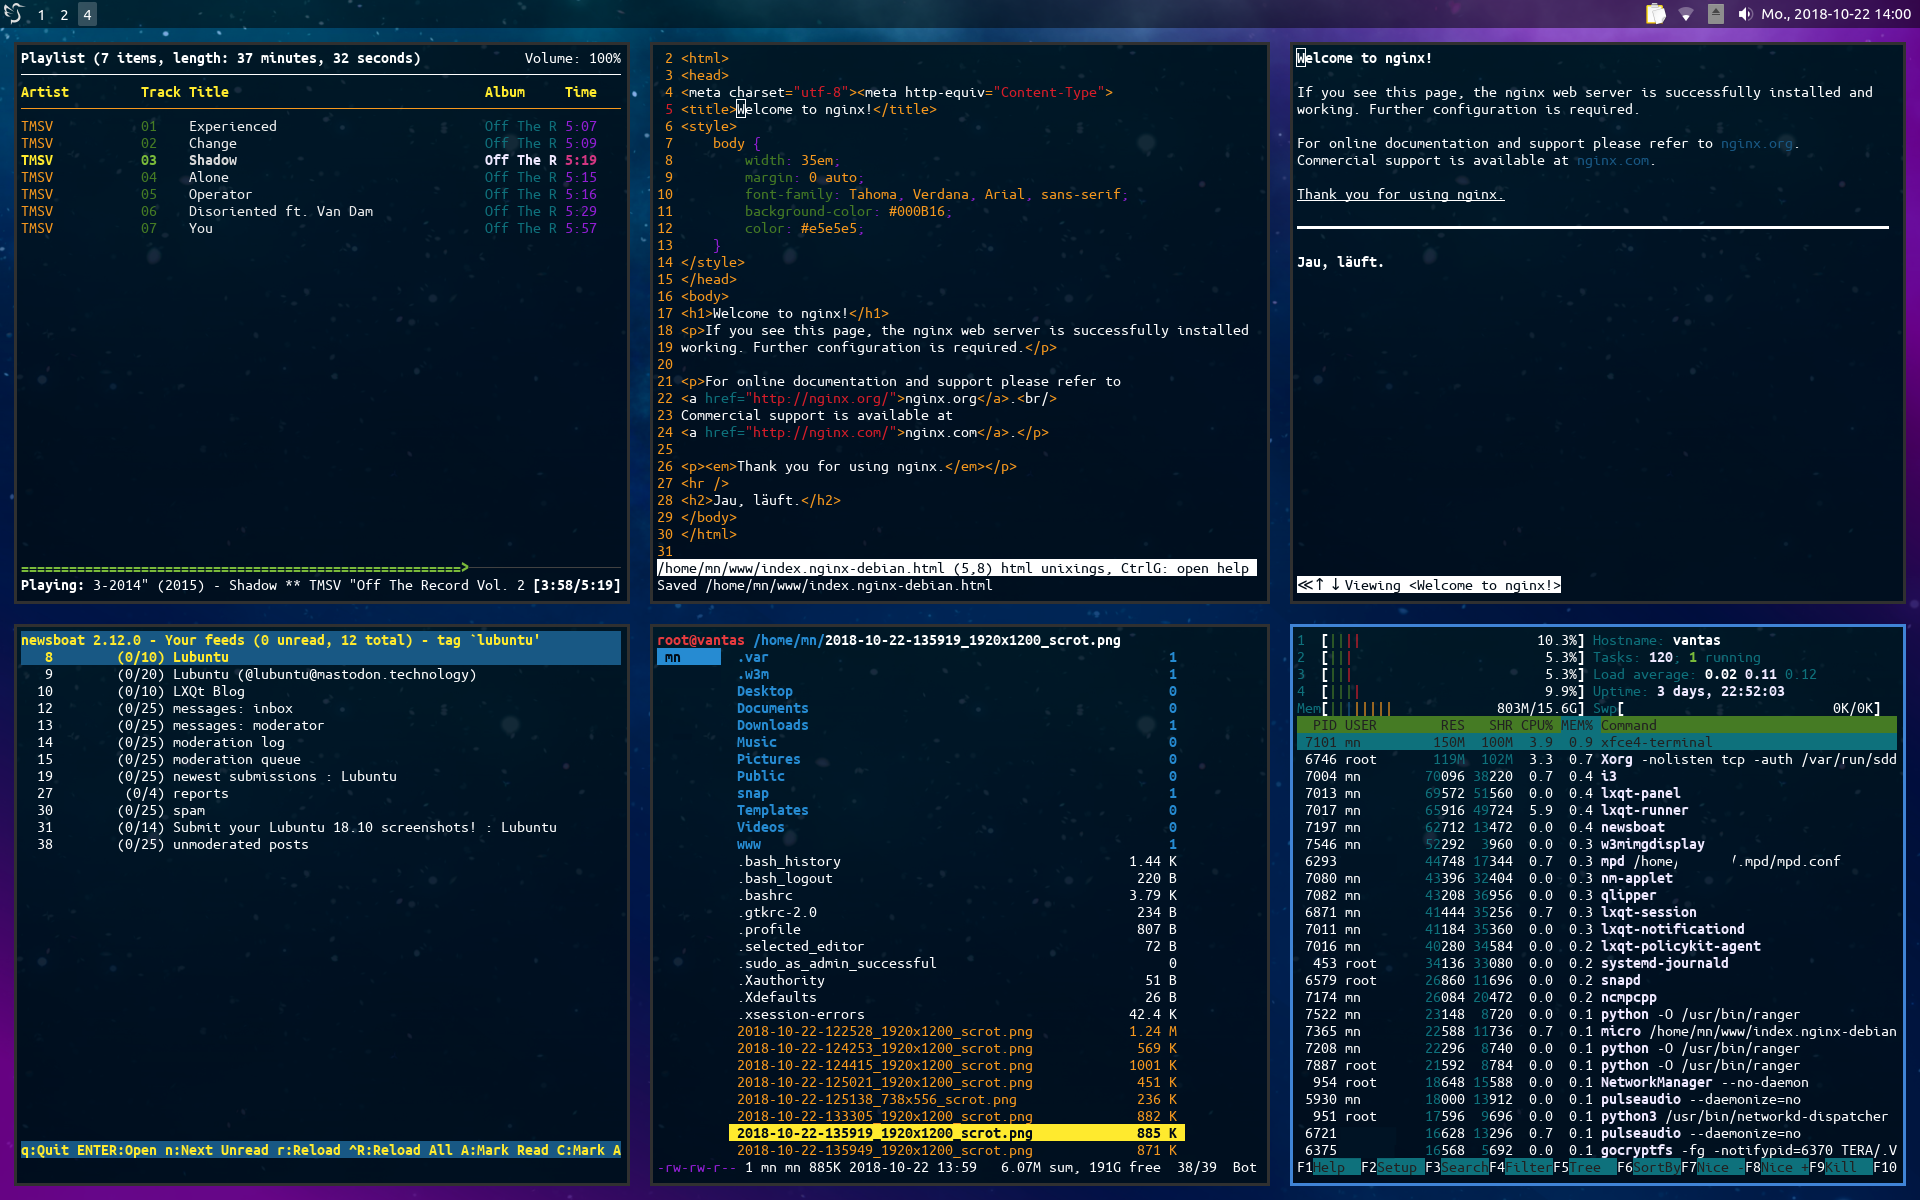 1 2 4
Mo., 2018-10-22 14:00
Playlist (7 items, length: 37 minutes, 32 seconds) Volume: 100%
Artist Track Title Album Time
TMSV 01 Experienced Off The R 5:07
TMSV 02 Change Off The R 5:09
TMSV 03 Shadow Off The R 5:19
TMSV 04 Alone Off The R 5:15
TMSV 05 Operator Off The R 5:16
TMSV 06 Disoriented ft. Van Dam Off The R 5:29
TMSV 07 You Off The R 5:57
Playing: 3-2014" (2015) - Shadow ** TMSV "Off The Record Vol. 2 [3:58/5:19]
2 <html>
3 <head>
4 <meta charset="utf-8"><meta http-equiv="Content-Type">
5 <title>Welcome to nginx!</title>
6 <style>
7 body {
8 width: 35em;
9 margin: 0 auto;
10 font-family: Tahoma, Verdana, Arial, sans-serif;
11 background-color: #000B16;
12 color: #e5e5e5;
13 }
14 </style>
15 </head>
16 <body>
17 <h1>Welcome to nginx!</h1>
18 <p>If you see this page, the nginx web server is successfully installed
19 working. Further configuration is required.</p>
20
21 <p>For online documentation and support please refer to
22 <a href="http://nginx.org/">nginx.org</a>.<br/>
23 Commercial support is available at
24 <a href="http://nginx.com/">nginx.com</a>.</p>
25
26 <p><em>Thank you for using nginx.</em></p>
27 <hr />
28 <h2>Jau, läuft.</h2>
29 </body>
30 </html>
31
/home/mn/www/index.nginx-debian.html (5,8) html unixings, CtrlG: open help
Saved /home/mn/www/index.nginx-debian.html
Welcome to nginx!
If you see this page, the nginx web server is successfully installed and
working. Further configuration is required.
For online documentation and support please refer to nginx.org.
Commercial support is available at nginx.com.
Thank you for using nginx.
Jau, läuft.
≪↑↓Viewing <Welcome to nginx!>
newsboat 2.12.0 - Your feeds (0 unread, 12 total) - tag `lubuntu'
8 (0/10) Lubuntu
9 (0/20) Lubuntu (@lubuntu@mastodon.technology)
10 (0/10) LXQt Blog
12 (0/25) messages: inbox
13 (0/25) messages: moderator
14 (0/25) moderation log
15 (0/25) moderation queue
19 (0/25) newest submissions : Lubuntu
27 (0/4) reports
30 (0/25) spam
31 (0/14) Submit your Lubuntu 18.10 screenshots! : Lubuntu
38 (0/25) unmoderated posts
q:Quit ENTER:Open n:Next Unread r:Reload ^R:Reload All A:Mark Read C:Mark A
root@vantas /home/mn/2018-10-22-135919_1920x1200_scrot.png
mn .var 1
.w3m 1
Desktop 0
Documents 0
Downloads 1
Music 0
Pictures 0
Public 0
snap 1
Templates 0
Videos 0
www 1
.bash_history 1.44 K
.bash_logout 220 B
.bashrc 3.79 K
.gtkrc-2.0 234 B
.profile 807 B
.selected_editor 72 B
.sudo_as_admin_successful 0
.Xauthority 51 B
.Xdefaults 26 B
.xsession-errors 42.4 K
2018-10-22-122528_1920x1200_scrot.png 1.24 M
2018-10-22-124253_1920x1200_scrot.png 569 K
2018-10-22-124415_1920x1200_scrot.png 1001 K
2018-10-22-125021_1920x1200_scrot.png 451 K
2018-10-22-125138_738x556_scrot.png 236 K
2018-10-22-133305_1920x1200_scrot.png 882 K
2018-10-22-135919_1920x1200_scrot.png 885 K
2018-10-22-135949_1920x1200_scrot.png 871 K
-rw-rw-r-- 1 mn mn 885K 2018-10-22 13:59 6.07M sum, 191G free 38/39 Bot
1 [|||| 10.3%] Hostname: vantas
2 [||| 5.3%] Tasks: 120; 1 running
3 [||| 5.3%] Load average: 0.02 0.11 0.12
4 [|||| 9.9%] Uptime: 3 days, 22:52:03
Mem[|||||||| 803M/15.6G] Swp[ 0K/0K]
PID USER RES SHR CPU% MEM% Command
7101 mn 150M 100M 3.9 0.9 xfce4-terminal
6746 root 119M 102M 3.3 0.7 Xorg -nolisten tcp -auth /var/run/sdd
7004 mn 70096 38220 0.7 0.4 i3
7013 mn 69572 51560 0.0 0.4 lxqt-panel
7017 mn 65916 49724 5.9 0.4 lxqt-runner
7197 mn 62712 13472 0.0 0.4 newsboat
7546 mn 52292 3960 0.0 0.3 w3mimgdisplay
6293 44748 17344 0.7 0.3 mpd /home/ /.mpd/mpd.conf
7080 mn 43396 32404 0.0 0.3 nm-applet
7082 mn 43208 36956 0.0 0.3 qlipper
6871 mn 41444 35256 0.7 0.3 lxqt-session
7011 mn 41184 35360 0.0 0.3 lxqt-notificationd
7016 mn 40280 34584 0.0 0.2 lxqt-policykit-agent
453 root 34136 33080 0.0 0.2 systemd-journald
6579 root 26860 11696 0.0 0.2 snapd
7174 mn 26084 20472 0.0 0.2 ncmpcpp
7522 mn 23148 8720 0.0 0.1 python -O /usr/bin/ranger
7365 mn 22588 11736 0.7 0.1 micro /home/mn/www/index.nginx-debian
7208 mn 22296 8740 0.0 0.1 python -O /usr/bin/ranger
7887 root 21592 8784 0.0 0.1 python -O /usr/bin/ranger
954 root 18648 15588 0.0 0.1 NetworkManager --no-daemon
5930 mn 18000 13912 0.0 0.1 pulseaudio --daemonize=no
951 root 17596 9696 0.0 0.1 python3 /usr/bin/networkd-dispatcher
6721 16628 13296 0.7 0.1 pulseaudio --daemonize=no
6375 16568 5692 0.0 0.1 gocryptfs -fg -notifypid=6370 TERA/.V
F1Help F2Setup F3SearchF4FilterF5Tree F6SortByF7Nice -F8Nice +F9Kill F10